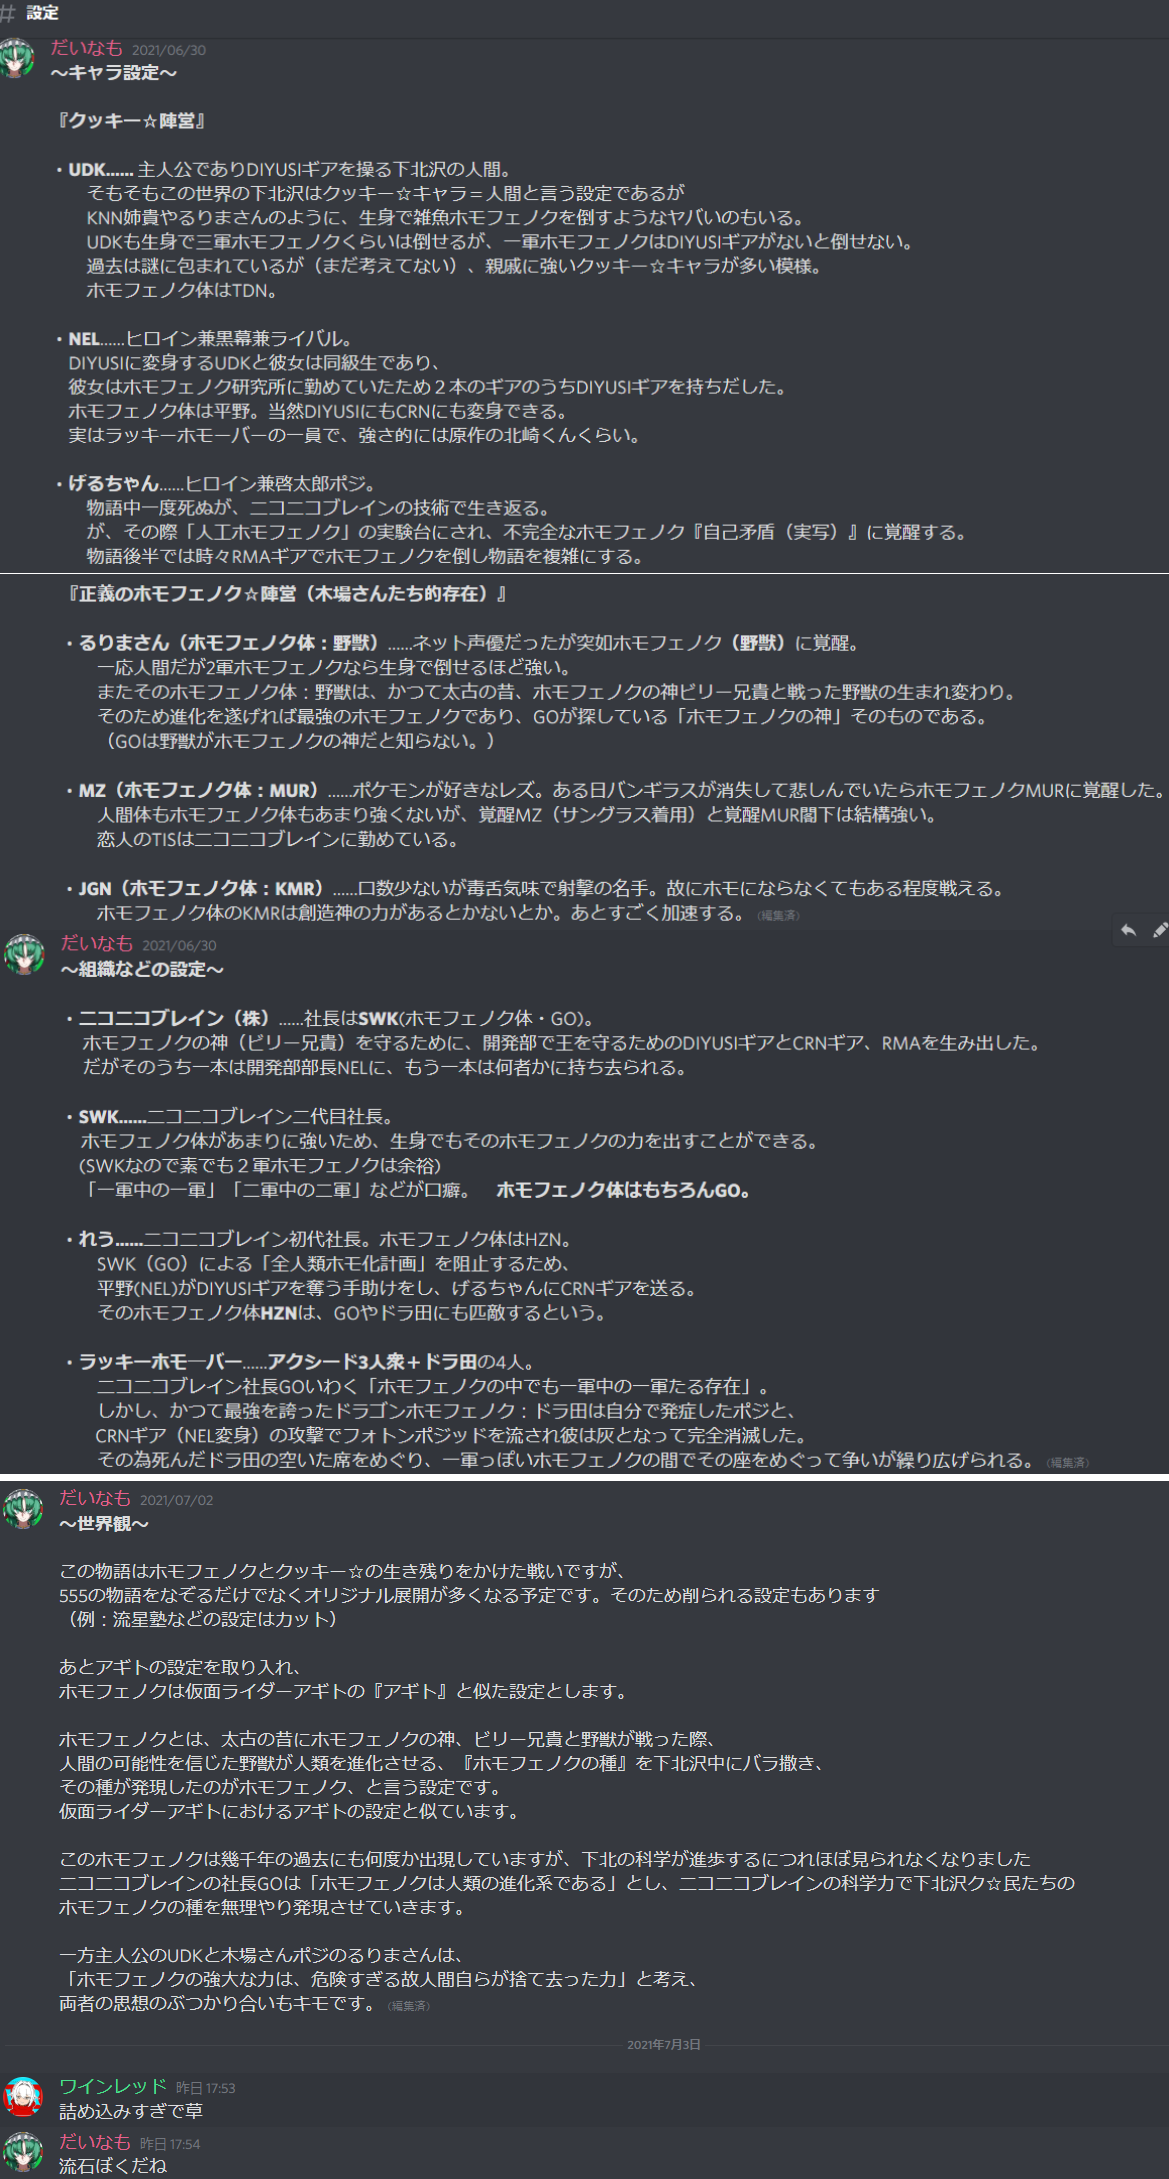 # 設定
だいなも 2021/06/30
～キャラ設定～
『クッキー☆陣営』
・UDK...... 主人公でありDIYUSIギアを操る下北沢の人間。
そもそもこの世界の下北沢はクッキー☆キャラ＝人間と言う設定であるが
KNN姉貴やるりまさんのように、生身で雑魚ホモフェノクを倒すようなヤバいのもいる。
UDKも生身で三軍ホモフェノクくらいは倒せるが、一軍ホモフェノクはDIYUSIギアがないと倒せない。
過去は謎に包まれているが（まだ考えてない）、親戚に強いクッキー☆キャラが多い模様。
ホモフェノク体はTDN。
・NEL......ヒロイン兼黒幕兼ライバル。
DIYUSIに変身するUDKと彼女は同級生であり、
彼女はホモフェノク研究所に勤めていたため２本のギアのうちDIYUSIギアを持ちだした。
ホモフェノク体は平野。当然DIYUSIにもCRNにも変身できる。
実はラッキーホモーバーの一員で、強さ的には原作の北崎くんくらい。
・げるちゃん......ヒロイン兼啓太郎ポジ。
物語中一度死ぬが、ニコニコブレインの技術で生き返る。
が、その際「人工ホモフェノク」の実験台にされ、不完全なホモフェノク『自己矛盾（実写）』に覚醒する。
物語後半では時々RMAギアでホモフェノクを倒し物語を複雑にする。
『正義のホモフェノク☆陣営（木場さんたち的存在）』
・るりまさん（ホモフェノク体：野獣）......ネット声優だったが突如ホモフェノク（野獣）に覚醒。
一応人間だが2軍ホモフェノクなら生身で倒せるほど強い。
またそのホモフェノク体：野獣は、かつて太古の昔、ホモフェノクの神ビリー兄貴と戦った野獣の生まれ変わり。
そのため進化を遂げれば最強のホモフェノクであり、GOが探している「ホモフェノクの神」そのものである。
（GOは野獣がホモフェノクの神だと知らない。）
・MZ（ホモフェノク体：MUR）......ポケモンが好きなレズ。ある日バンギラスが消失して悲しんでいたらホモフェノクMURに覚醒した。
人間体もホモフェノク体もあまり強くないが、覚醒MZ（サングラス着用）と覚醒MUR閣下は結構強い。
恋人のTISはニコニコブレインに勤めている。
・JGN（ホモフェノク体：KMR）......口数少ないが毒舌気味で射撃の名手。故にホモにならなくてもある程度戦える。
ホモフェノク体のKMRは創造神の力があるとかないとか。あとすごく加速する。（編集済）
だいなも 2021/06/30
～組織などの設定～
・ニコニコブレイン（株）......社長はSWK(ホモフェノク体・GO)。
ホモフェノクの神（ビリー兄貴）を守るために、開発部で王を守るためのDIYUSIギアとCRNギア、RMAを生み出した。
だがそのうち一本は開発部部長NELに、もう一本は何者かに持ち去られる。
・SWK......ニコニコブレイン二代目社長。
ホモフェノク体があまりに強いため、生身でもそのホモフェノクの力を出すことができる。
(SWKなので素でも２軍ホモフェノクは余裕)
「一軍中の一軍」「二軍中の二軍」などが口癖。　ホモフェノク体はもちろんGO。
・れう......ニコニコブレイン初代社長。ホモフェノク体はHZN。
SWK（GO）による「全人類ホモ化計画」を阻止するため、
平野(NEL)がDIYUSIギアを奪う手助けをし、げるちゃんにCRNギアを送る。
そのホモフェノク体HZNは、GOやドラ田にも匹敵するという。
・ラッキーホモーバー......アクシード3人衆＋ドラ田の4人。
ニコニコブレイン社長GOいわく「ホモフェノクの中でも一軍中の一軍たる存在」。
しかし、かつて最強を誇ったドラゴンホモフェノク：ドラ田は自分で発症したポジと、
CRNギア（NEL変身）の攻撃でフォトンポジッドを流され彼は灰となって完全消滅した。
その為死んだドラ田の空いた席をめぐり、一軍っぽいホモフェノクの間でその座をめぐって争いが繰り広げられる。（編集済）
だいなも 2021/07/02
～世界観～
この物語はホモフェノクとクッキー☆の生き残りをかけた戦いですが、
555の物語をなぞるだけでなくオリジナル展開が多くなる予定です。そのため削られる設定もあります
（例：流星塾などの設定はカット）
あとアギトの設定を取り入れ、
ホモフェノクは仮面ライダーアギトの『アギト』と似た設定とします。
ホモフェノクとは、太古の昔にホモフェノクの神、ビリー兄貴と野獣が戦った際、
人間の可能性を信じた野獣が人類を進化させる、『ホモフェノクの種』を下北沢中にバラ撒き、
その種が発現したのがホモフェノク、と言う設定です。
仮面ライダーアギトにおけるアギトの設定と似ています。
このホモフェノクは幾千年の過去にも何度か出現していますが、下北の科学が進歩するにつれほぼ見られなくなりました
ニコニコブレインの社長GOは「ホモフェノクは人類の進化系である」とし、ニコニコブレインの科学力で下北沢ク☆民たちの
ホモフェノクの種を無理やり発現させていきます。
一方主人公のUDKと木場さんポジのるりまさんは、
「ホモフェノクの強大な力は、危険すぎる故人間自らが捨て去った力」と考え、
両者の思想のぶつかり合いもキモです。（編集済）
2021年7月3日
ワインレッド 昨日 17:53
詰め込みすぎで草
だいなも 昨日 17:54
流石ぼくだね